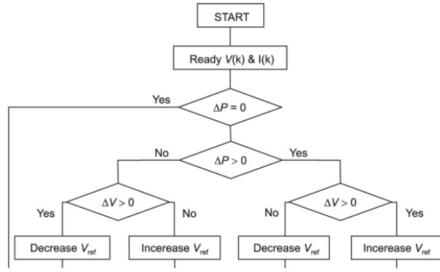 START
Ready V(k) & I(k)
Yes
ΔP = 0
No
ΔP > 0
Yes
ΔV > 0
ΔV > 0
Yes
No
No
Yes
Decrease Vref
Incerease Vref
Decrease Vref
Incerease Vref